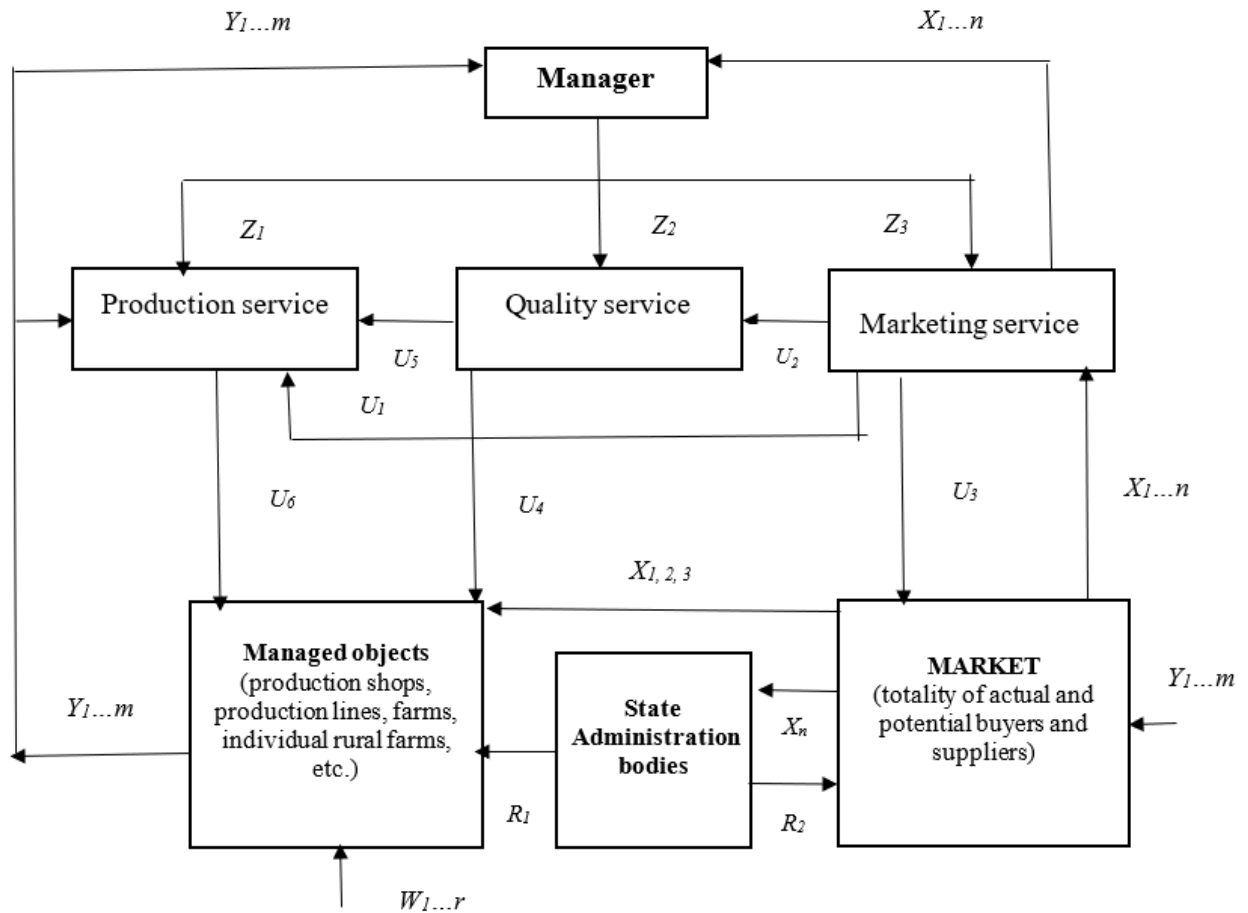 Y1…m
X1…n
Manager
Z1
Z2
Z3
Production service
Quality service
Marketing service
U5
U2
U1
U6
U4
U3
X1…n
X1, 2, 3
Managed objects
(production shops,
production lines, farms,
individual rural farms,
etc.)
State
Administration
bodies
MARKET
(totality of actual and
potential buyers and
suppliers)
Y1…m
Y1…m
Xn
R1
R2
W1…r